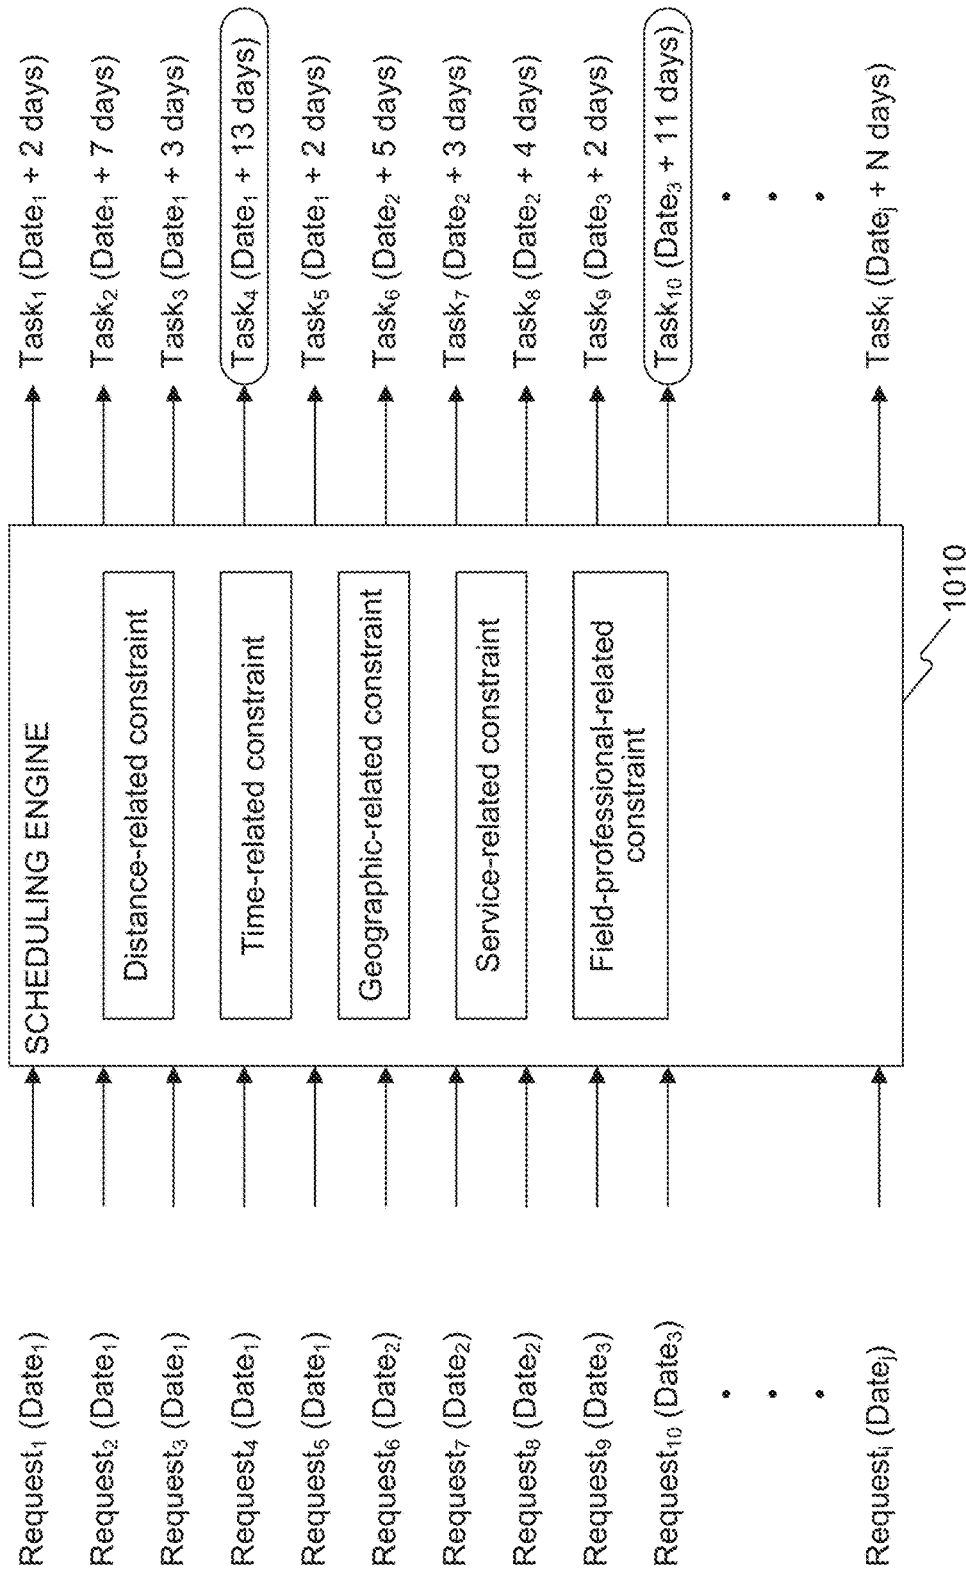 Request₁ (Date₁)
Request₂ (Date₁)
Request₃ (Date₁)
Request₄ (Date₁)
Request₅ (Date₁)
Request₆ (Date₂)
Request₇ (Date₂)
Request₈ (Date₂)
Request₉ (Date₃)
Request₁₀ (Date₃)
. . .
Requestᵢ (Dateⱼ)
SCHEDULING ENGINE
Distance-related constraint
Time-related constraint
Geographic-related constraint
Service-related constraint
Field-professional-related
constraint
1010
Task₁ (Date₁ + 2 days)
Task₂ (Date₁ + 7 days)
Task₃ (Date₁ + 3 days)
Task₄ (Date₁ + 13 days)
Task₅ (Date₁ + 2 days)
Task₆ (Date₂ + 5 days)
Task₇ (Date₂ + 3 days)
Task₈ (Date₂ + 4 days)
Task₉ (Date₃ + 2 days)
Task₁₀ (Date₃ + 11 days)
. . .
Taskᵢ (Dateⱼ + N days)